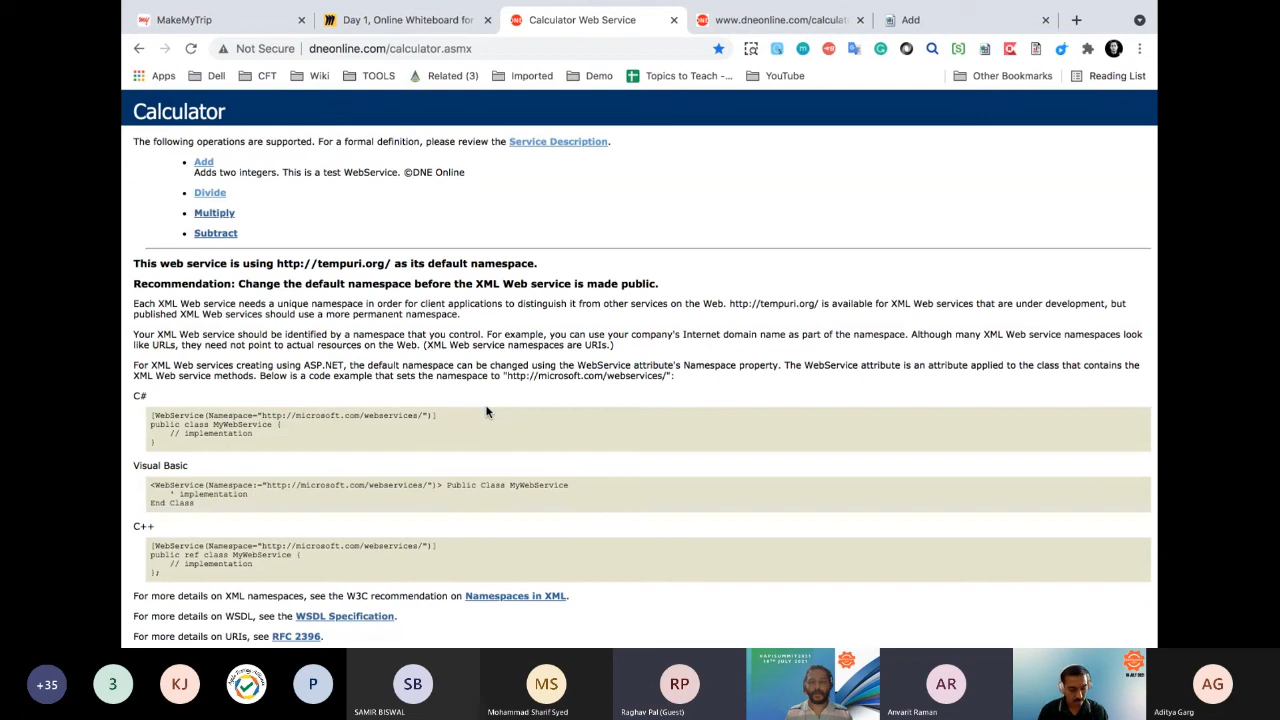 MakeMyTrip
Day 1, Online Whiteboard for
Calculator Web Service
www.dneonline.com/calculat
Add
Not Secure
dneonline.com/calculator.asmx
Apps
Dell
CFT
Wiki
TOOLS
Related (3)
Imported
Demo
Topics to Teach -...
YouTube
Other Bookmarks
Reading List
Calculator
The following operations are supported. For a formal definition, please review the Service Description.
Add
Adds two integers. This is a test WebService. ©DNE Online
Divide
Multiply
Subtract
This web service is using http://tempuri.org/ as its default namespace.
Recommendation: Change the default namespace before the XML Web service is made public.
Each XML Web service needs a unique namespace in order for client applications to distinguish it from other services on the Web. http://tempuri.org/ is available for XML Web services that are under development, but
published XML Web services should use a more permanent namespace.
Your XML Web service should be identified by a namespace that you control. For example, you can use your company's Internet domain name as part of the namespace. Although many XML Web service namespaces look
like URLs, they need not point to actual resources on the Web. (XML Web service namespaces are URIs.)
For XML Web services creating using ASP.NET, the default namespace can be changed using the WebService attribute's Namespace property. The WebService attribute is an attribute applied to the class that contains the
XML Web service methods. Below is a code example that sets the namespace to "http://microsoft.com/webservices/":
C#
[WebService(Namespace="http://microsoft.com/webservices/")]
public class MyWebService {
// implementation
}
Visual Basic
<WebService(Namespace:="http://microsoft.com/webservices/")> Public Class MyWebService
' implementation
End Class
C++
[WebService(Namespace="http://microsoft.com/webservices/")]
public ref class MyWebService {
// implementation
};
For more details on XML namespaces, see the W3C recommendation on Namespaces in XML.
For more details on WSDL, see the WSDL Specification.
For more details on URIs, see RFC 2396.
+35
3
KJ
P
SB
SAMIR BISWAL
MS
Mohammad Sharif Syed
RP
Raghav Pal (Guest)
#APISUMMIT2021
AR
Anvarit Raman
AG
Aditya Garg